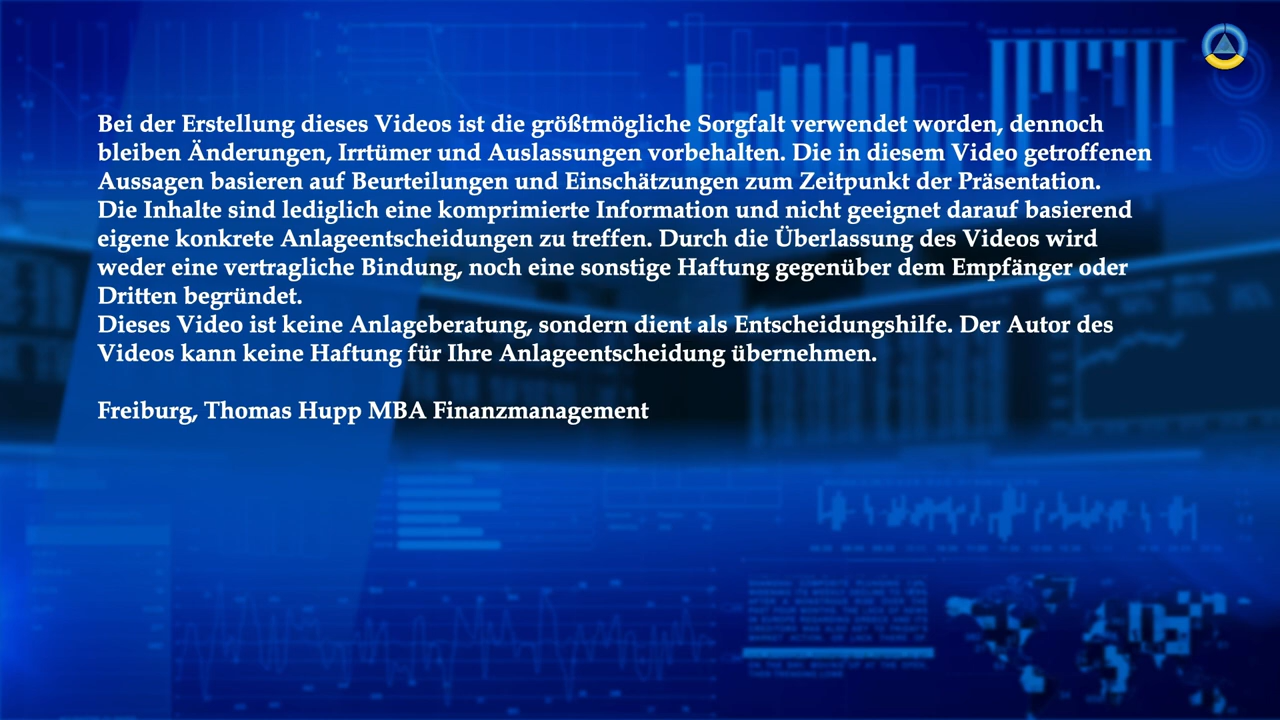 Bei der Erstellung dieses Videos ist die größtmögliche Sorgfalt verwendet worden, dennoch
bleiben Änderungen, Irrtümer und Auslassungen vorbehalten. Die in diesem Video getroffenen
Aussagen basieren auf Beurteilungen und Einschätzungen zum Zeitpunkt der Präsentation.
Die Inhalte sind lediglich eine komprimierte Information und nicht geeignet darauf basierend
eigene konkrete Anlageentscheidungen zu treffen. Durch die Überlassung des Videos wird
weder eine vertragliche Bindung, noch eine sonstige Haftung gegenüber dem Empfänger oder
Dritten begründet.
Dieses Video ist keine Anlageberatung, sondern dient als Entscheidungshilfe. Der Autor des
Videos kann keine Haftung für Ihre Anlageentscheidung übernehmen.
Freiburg, Thomas Hupp MBA Finanzmanagement